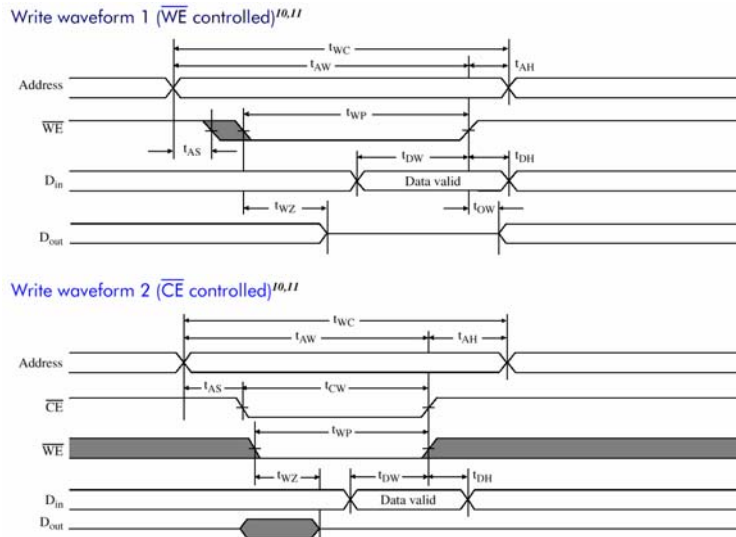 Write waveform 1 (WE controlled)10,11
tWC
tAW
tAH
Address
tWP
WE
tAS
tDW
tDH
Din
Data valid
tWZ
tOW
Dout
Write waveform 2 (CE controlled)10,11
tWC
tAW
tAH
Address
tAS
tCW
CE
tWP
WE
tWZ
tDW
tDH
Din
Data valid
Dout